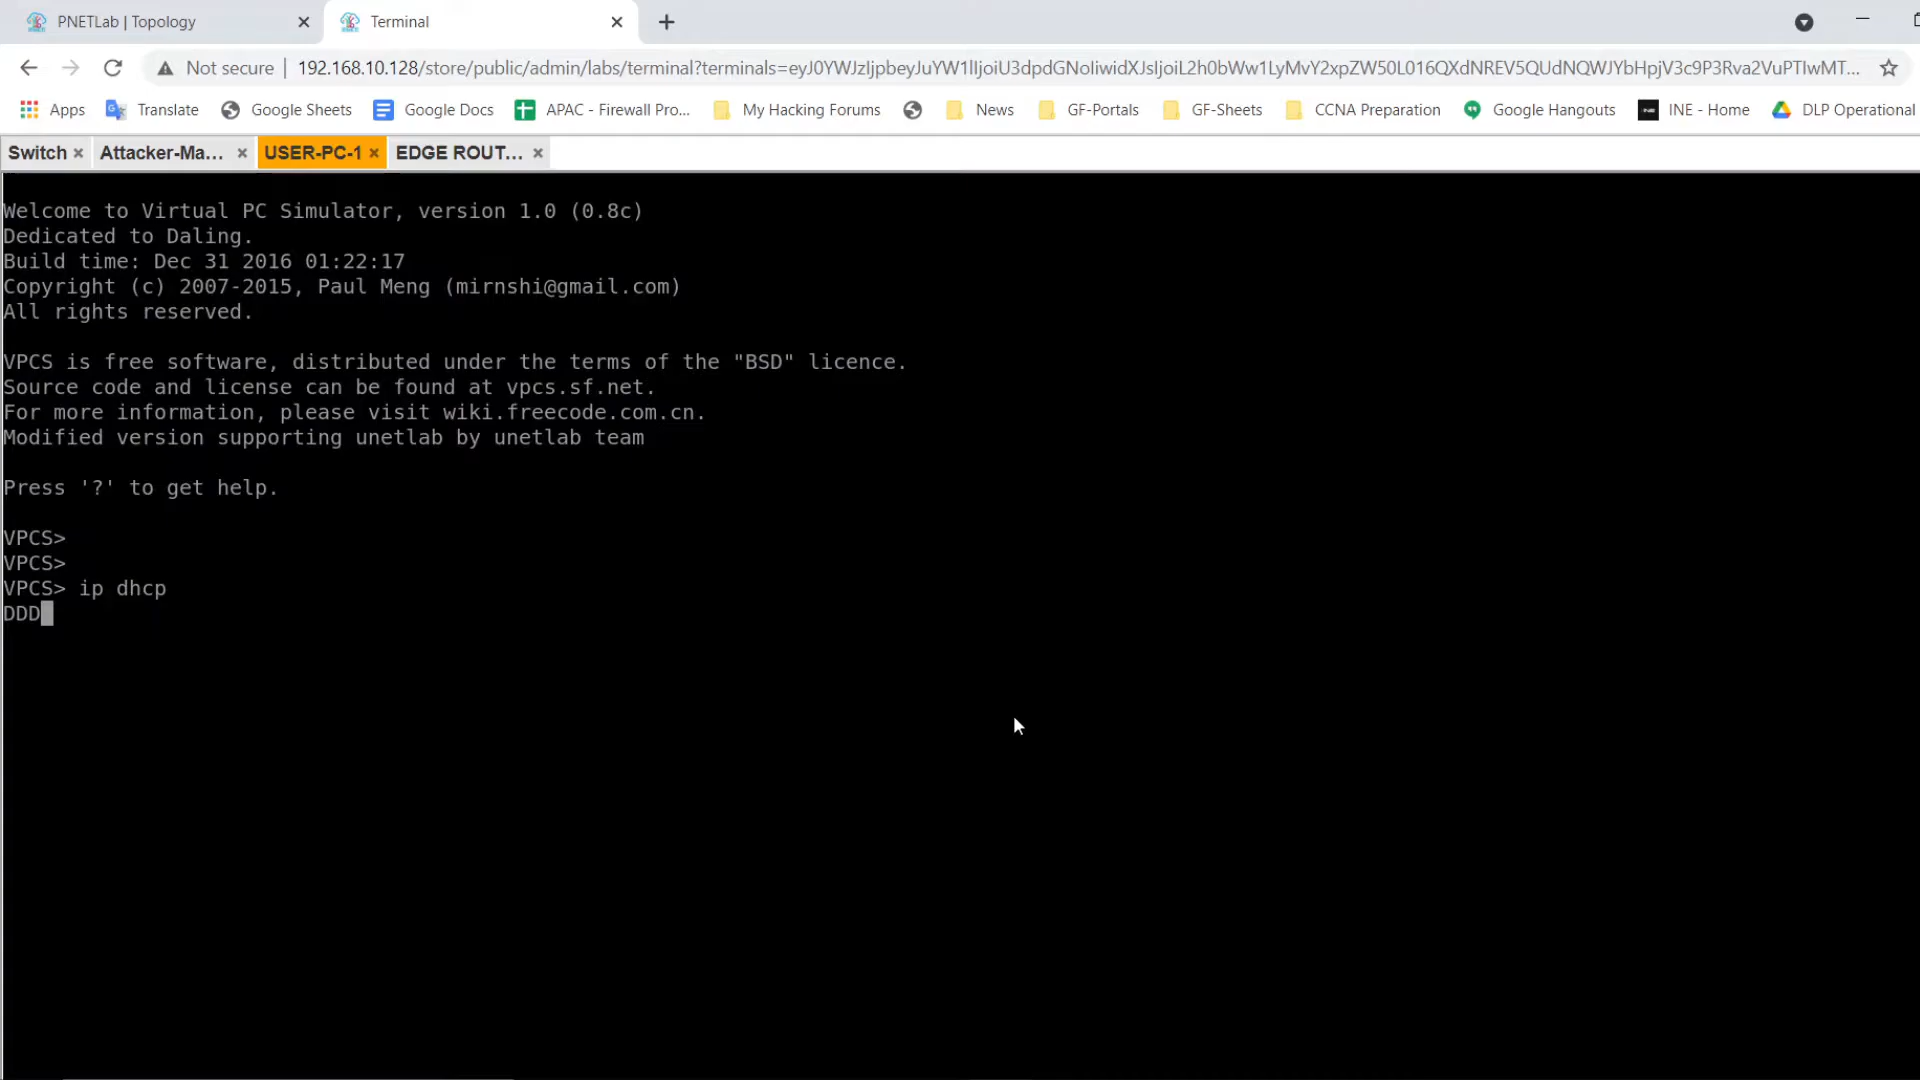 PNETLab | Topology
Terminal
Not secure
192.168.10.128/store/public/admin/labs/terminal?terminals=
Apps
Translate
Google Sheets
Google Docs
APAC - Firewall Pro...
My Hacking Forums
News
GF-Portals
GF-Sheets
CCNA Preparation
Google Hangouts
INE - Home
DLP Operational
Switch
Attacker-Ma...
USER-PC-1
EDGE ROUT...
Welcome to Virtual PC Simulator, version 1.0 (0.8c)
Dedicated to Daling.
Build time: Dec 31 2016 01:22:17
Copyright (c) 2007-2015, Paul Meng (mirnshi@gmail.com)
All rights reserved.
VPCS is free software, distributed under the terms of the "BSD" licence.
Source code and license can be found at vpcs.sf.net.
For more information, please visit wiki.freecode.com.cn.
Modified version supporting unetlab by unetlab team
Press '?' to get help.
VPCS>
VPCS>
VPCS> ip dhcp
DDD